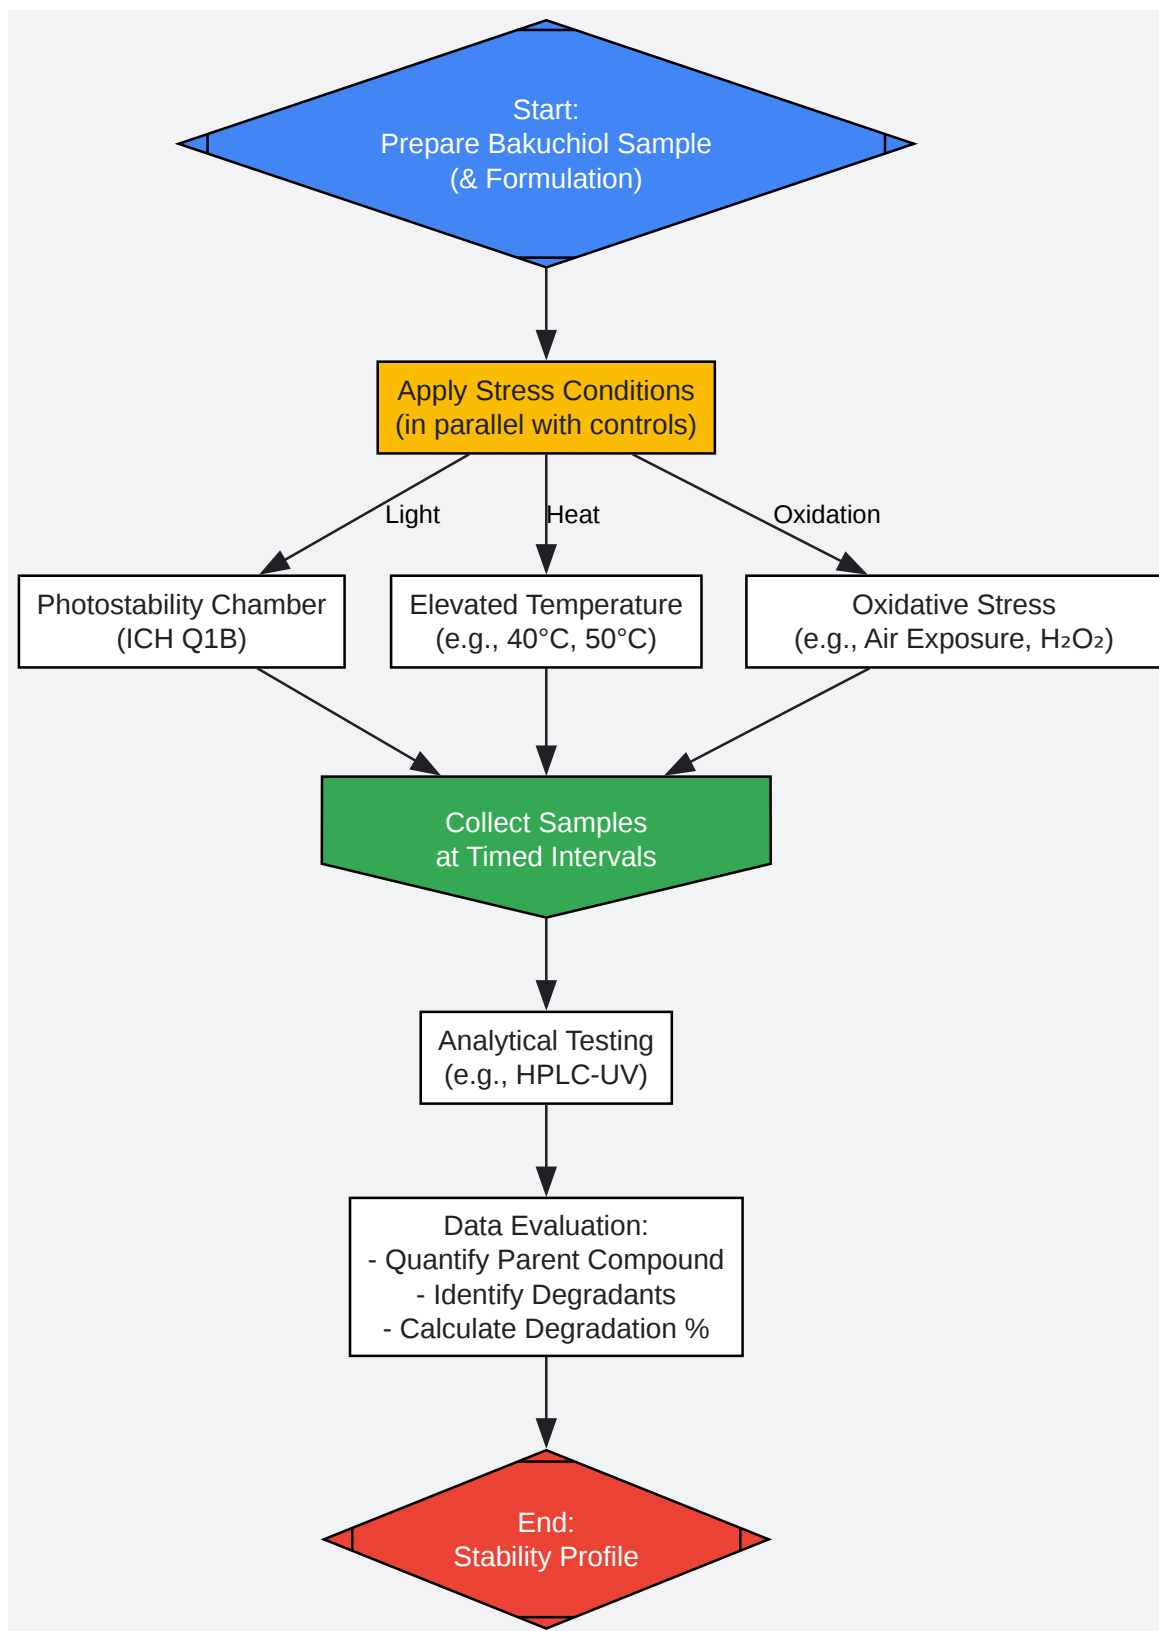 Start:
Prepare Bakuchiol Sample
(& Formulation)
Apply Stress Conditions
(in parallel with controls)
Light
Heat
Oxidation
Photostability Chamber
(ICH Q1B)
Elevated Temperature
(e.g., 40°C, 50°C)
Oxidative Stress
(e.g., Air Exposure, H₂O₂)
Collect Samples
at Timed Intervals
Analytical Testing
(e.g., HPLC-UV)
Data Evaluation:
- Quantify Parent Compound
- Identify Degradants
- Calculate Degradation %
End:
Stability Profile